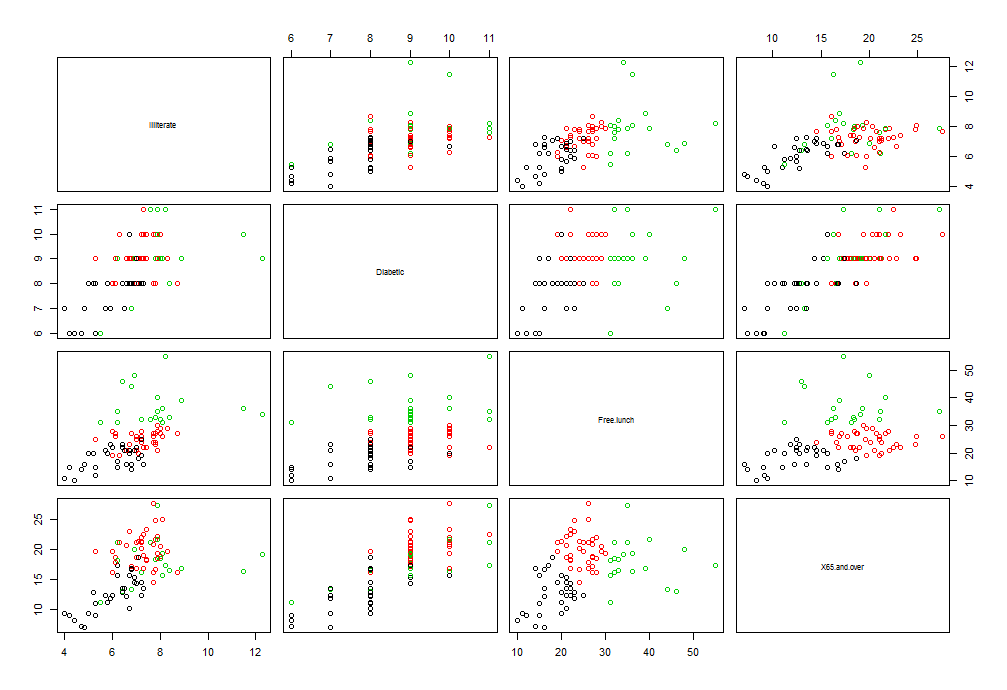 6 7 8 9 10 11 10 15 20 25
Illiterate 4 6 8 10 12
6 7 8 9 10 11 Diabetic
Free.lunch 10 20 30 40 50
10 15 20 25 X65.and.over
4 6 8 10 12 10 20 30 40 50